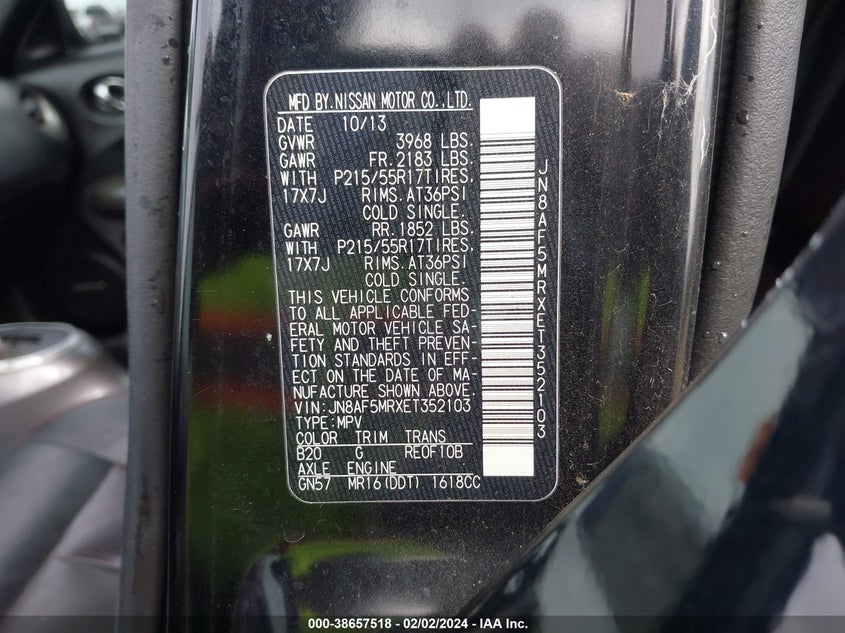 MFD BY.NISSAN MOTOR CO.,LTD.
DATE 10/13
GVWR 3968 LBS.
GAWR FR.2183 LBS.
WITH P215/55R17TIRES.
17X7J RIMS.AT36PSI
COLD SINGLE.
GAWR RR.1852 LBS.
WITH P215/55R17TIRES.
17X7J RIMS.AT36PSI
COLD SINGLE.
THIS VEHICLE CONFORMS
TO ALL APPLICABLE FED-
ERAL MOTOR VEHICLE SA-
FETY AND THEFT PREVEN-
TION STANDARDS IN EFF-
ECT ON THE DATE OF MA-
NUFACTURE SHOWN ABOVE.
VIN:JN8AF5MRXET352103
TYPE:MPV
COLOR TRIM TRANS
B20 G RE0F10B
AXLE ENGINE
GN57 MR16(DDT) 1618CC
JN8AF5MRXET352103
000-38657518 - 02/02/2024 - IAA Inc.